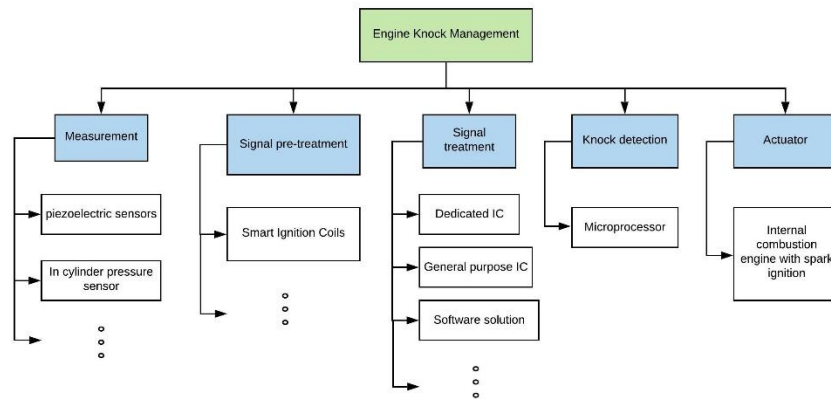 Engine Knock Management
Measurement
Signal pre-treatment
Signal
treatment
Knock detection
Actuator
piezoelectric sensors
In cylinder pressure
sensor
Smart Ignition Coils
Dedicated IC
General purpose IC
Software solution
Microprocessor
Internal
combustion
engine with spark
ignition